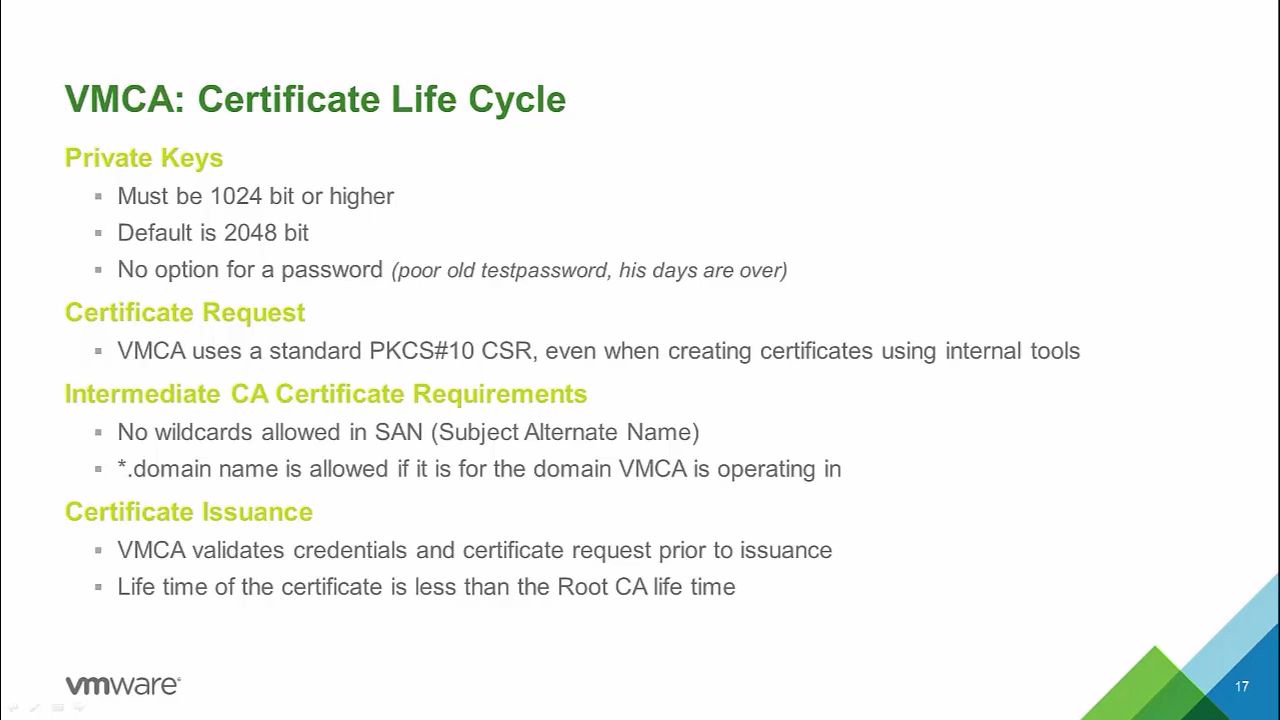 VMCA: Certificate Life Cycle
Private Keys
Must be 1024 bit or higher
Default is 2048 bit
No option for a password (poor old testpassword, his days are over)
Certificate Request
VMCA uses a standard PKCS#10 CSR, even when creating certificates using internal tools
Intermediate CA Certificate Requirements
No wildcards allowed in SAN (Subject Alternate Name)
*.domain name is allowed if it is for the domain VMCA is operating in
Certificate Issuance
VMCA validates credentials and certificate request prior to issuance
Life time of the certificate is less than the Root CA life time
vmware®
17